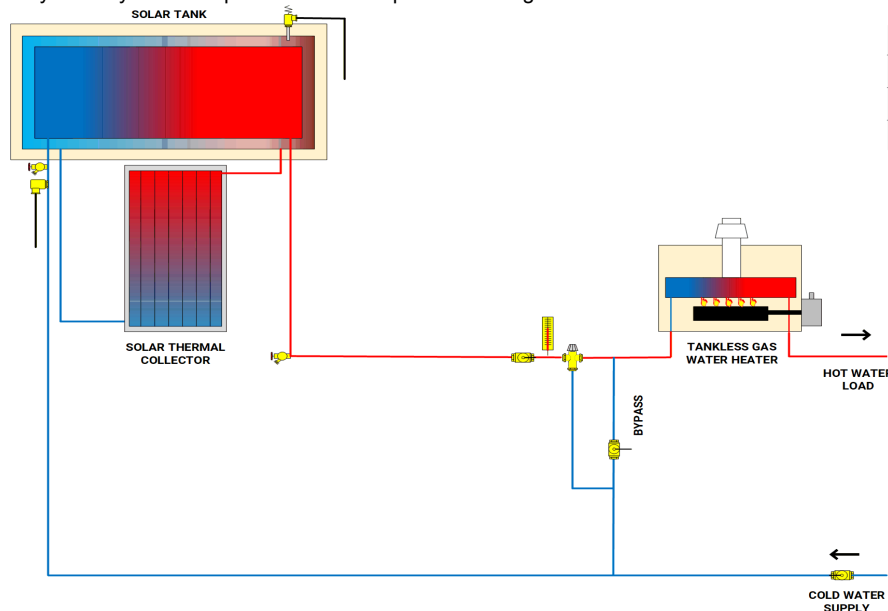 SOLAR TANK
SOLAR THERMAL
COLLECTOR
TANKLESS GAS
WATER HEATER
HOT WATER
LOAD
BYPASS
COLD WATER
SUPPLY